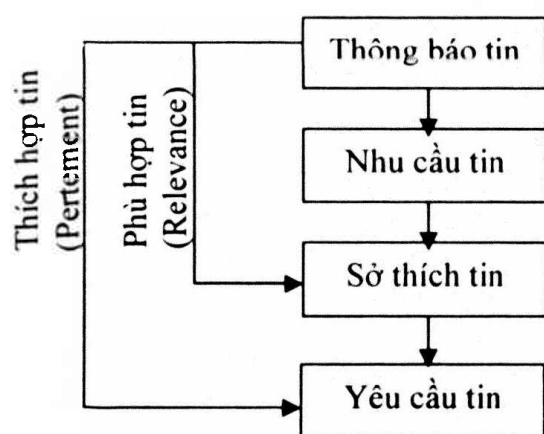 Thông báo tin
Nhu cầu tin
Sở thích tin
Yêu cầu tin
Thích hợp tin
(Pertement)
Phù hợp tin
(Relevance)